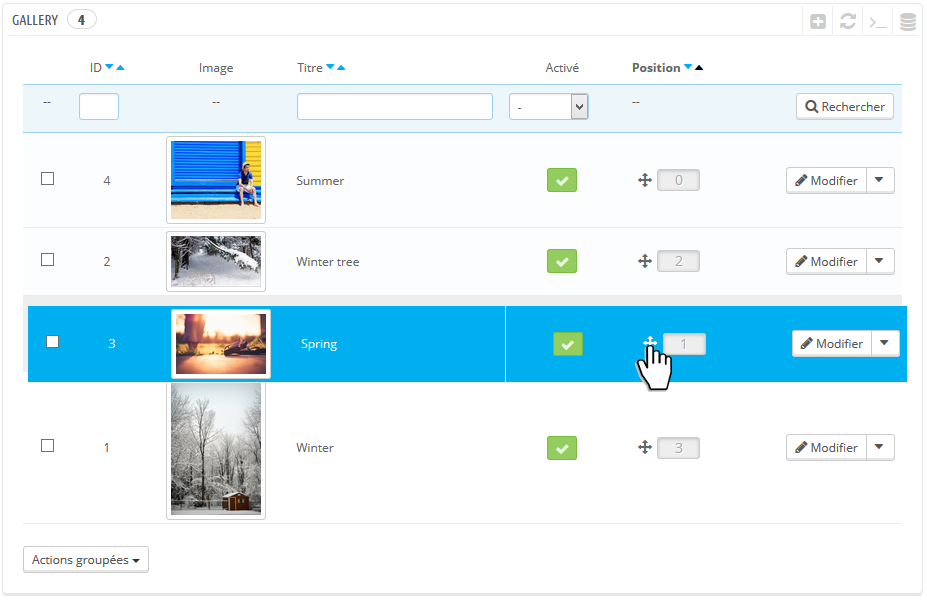 GALLERY 4
ID Image Titre Activé Position
-- -- - -- Rechercher
4 Summer 0 Modifier
2 Winter tree 2 Modifier
3 Spring 1 Modifier
1 Winter 3 Modifier
Actions groupées